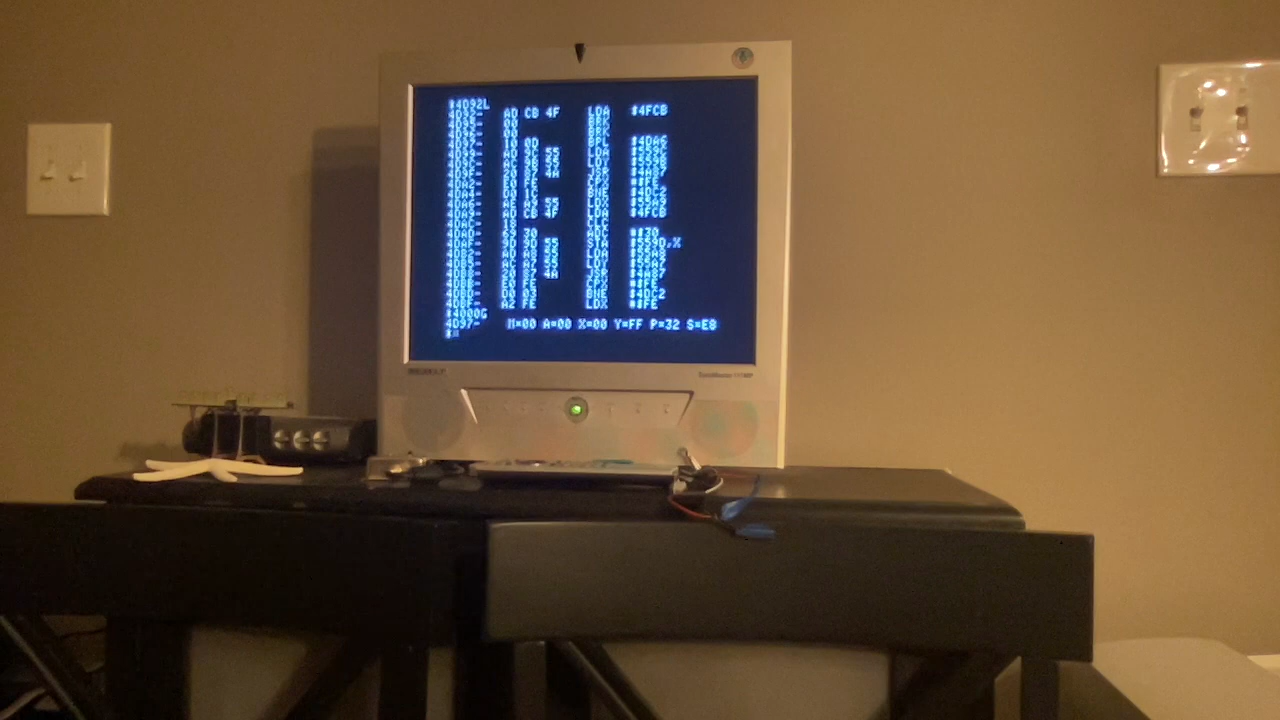 *4D92L
4D92- AD CB 4F LDA $4FCB
4D95- 00 BRK
4D96- 00 BRK
4D97- 10 0D BPL $4DA6
4D99- AD 9C 55 LDA $559C
4D9C- AC 9B 55 LDY $559B
4D9F- 20 87 4A JSR $4A87
4DA2- E0 FE CPX #$FE
4DA4- D0 1C BNE $4DC2
4DA6- AE A9 55 LDX $55A9
4DA9- AD CB 4F LDA $4FCB
4DAC- 18 CLC
4DAD- 69 30 ADC #$30
4DAF- 9D 9D 55 STA $559D,X
4DB2- AD A8 55 LDA $55A8
4DB5- AC A7 55 LDY $55A7
4DB8- 20 87 4A JSR $4A87
4DBB- E0 FE CPX #$FE
4DBD- D0 03 BNE $4DC2
4DBF- A2 FE LDX #$FE
*4000G
4D97- M=00 A=00 X=00 Y=FF P=32 S=E8
*